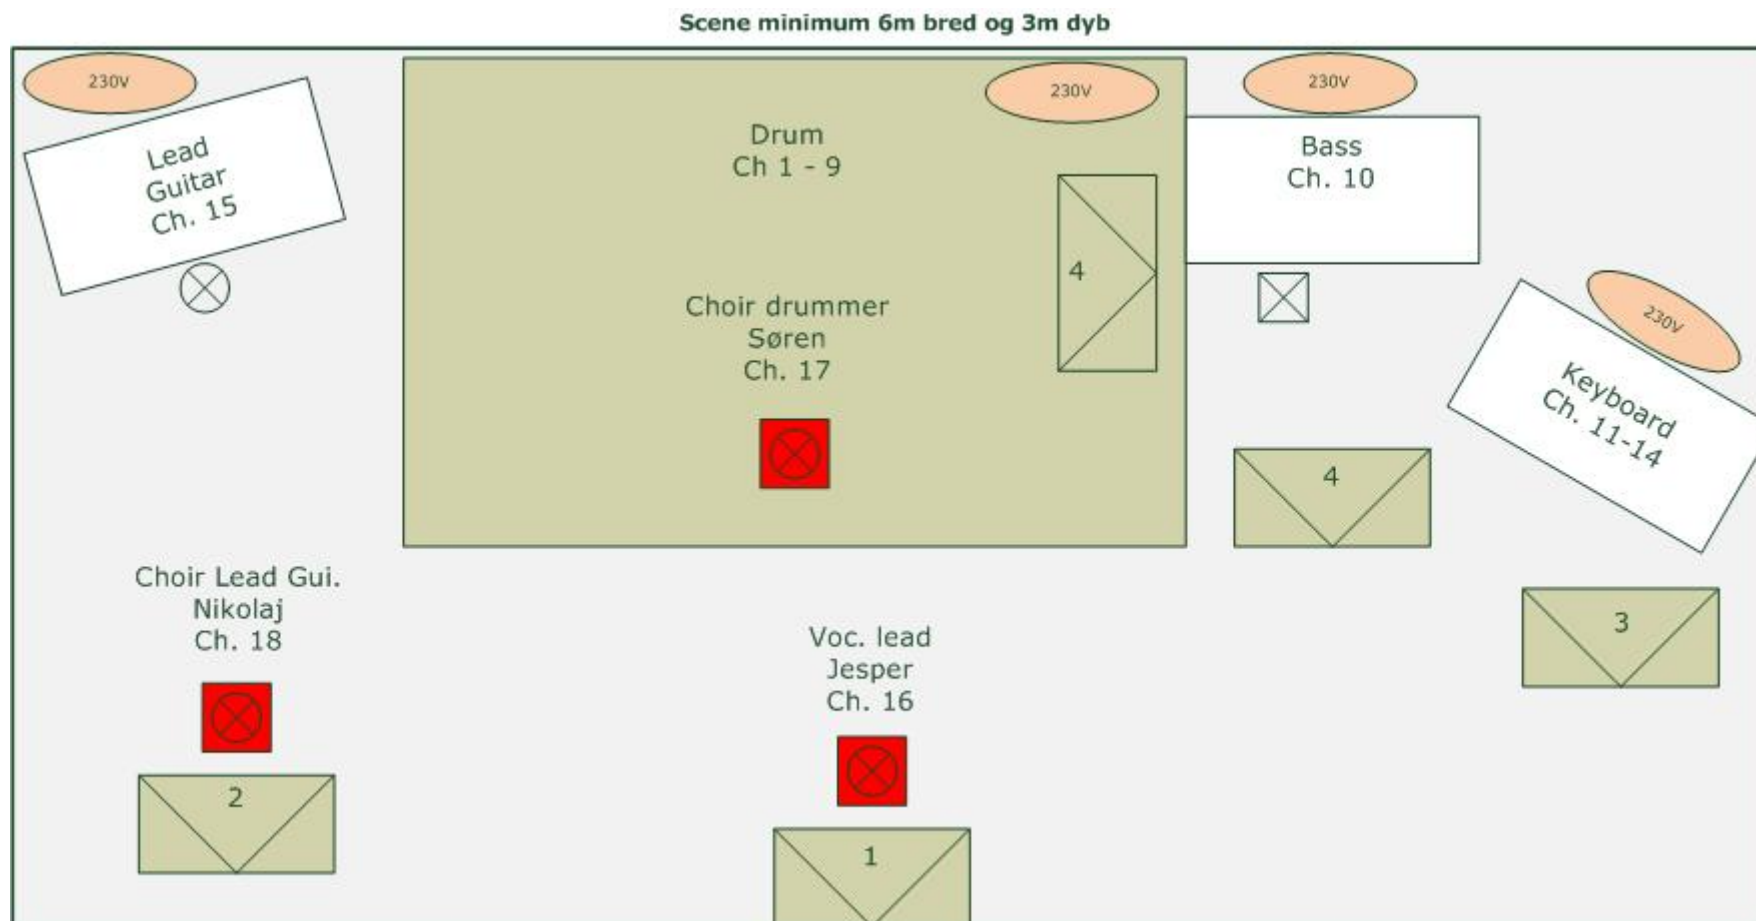 Scene minimum 6m bred og 3m dyb
230V
Lead
Guitar
Ch. 15
Drum
Ch 1 - 9
230V
230V
Bass
Ch. 10
4
Choir drummer
Søren
Ch. 17
230V
Keyboard
Ch. 11-14
4
Choir Lead Gui.
Nikolaj
Ch. 18
Voc. lead
Jesper
Ch. 16
3
2
1